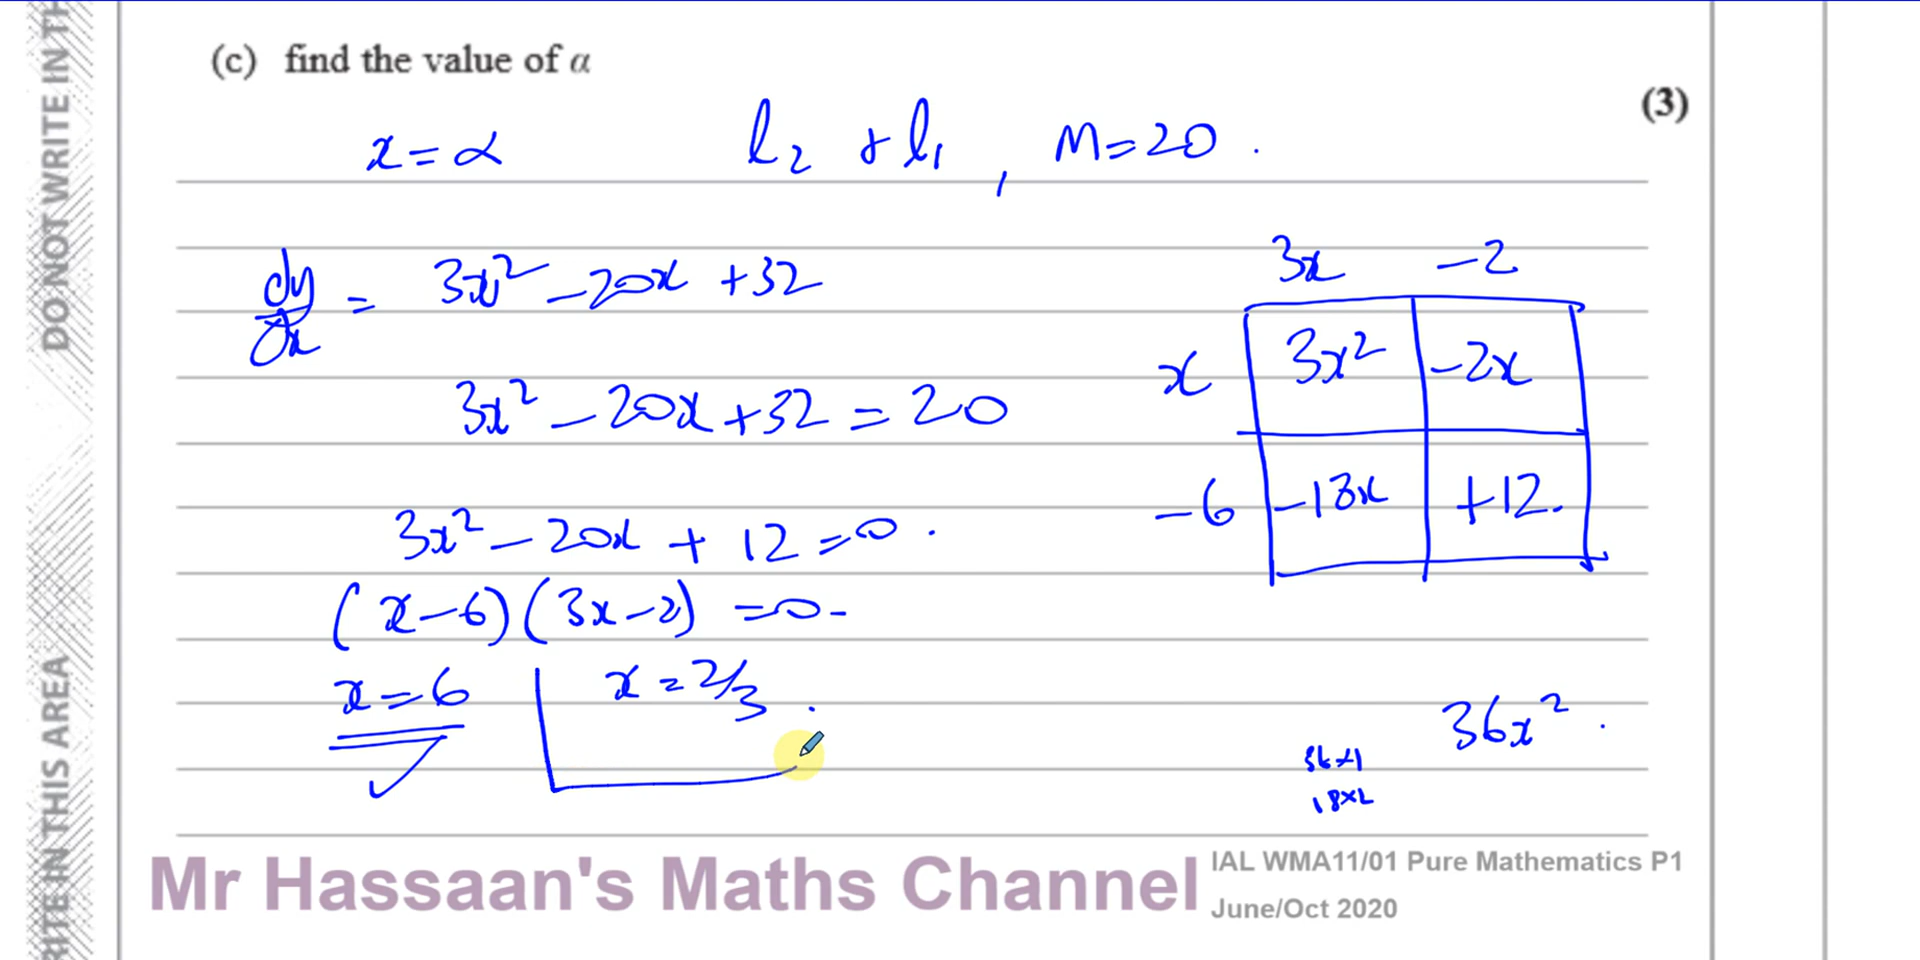 (c) find the value of α
(3)
x = α l₂ & l₁, M = 20.
dy/dx = 3x² - 20x + 32
3x² - 20x + 32 = 20
3x² - 20x + 12 = 0.
(x - 6)(3x - 2) = 0
x = 6 x = 2/3.
3x -2
x 3x² -2x
-6 -18x +12.
36x².
36×1
18×2
Mr Hassaan's Maths Channel
IAL WMA11/01 Pure Mathematics P1
June/Oct 2020
DO NOT WRITE IN TH
RITE IN THIS AREA